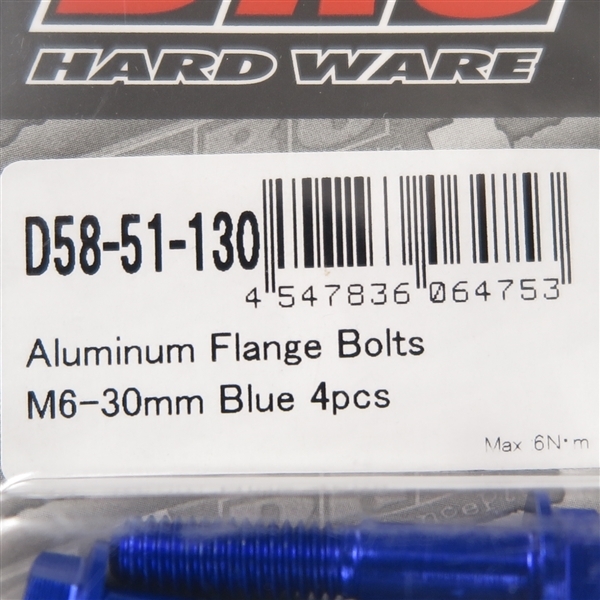 HARD WARE
D58-51-130
4 547836 064753
Aluminum Flange Bolts
M6-30mm Blue 4pcs
Max 6N·m